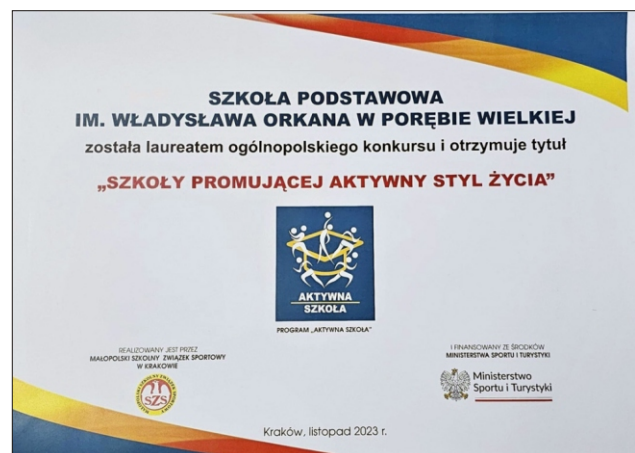 SZKOŁA PODSTAWOWA
IM. WŁADYSŁAWA ORKANA W PORĘBIE WIELKIEJ
została laureatem ogólnopolskiego konkursu i otrzymuje tytuł
„SZKOŁY PROMUJĄCEJ AKTYWNY STYL ŻYCIA”
AKTYWNA
SZKOŁA
PROGRAM „AKTYWNA SZKOŁA”
REALIZOWANY JEST PRZEZ
MAŁOPOLSKI SZKOLNY ZWIĄZEK SPORTOWY
W KRAKOWIE
SZS
I FINANSOWANY ZE ŚRODKÓW
MINISTERSTWA SPORTU I TURYSTYKI
Ministerstwo
Sportu i Turystyki
Kraków, listopad 2023 r.